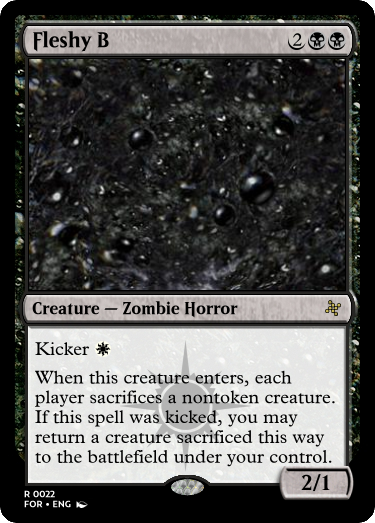 Fleshy B 2
Creature — Zombie Horror
Kicker
When this creature enters, each
player sacrifices a nontoken creature.
If this spell was kicked, you may
return a creature sacrificed this way
to the battlefield under your control.
2/1
R 0022
FOR • ENG